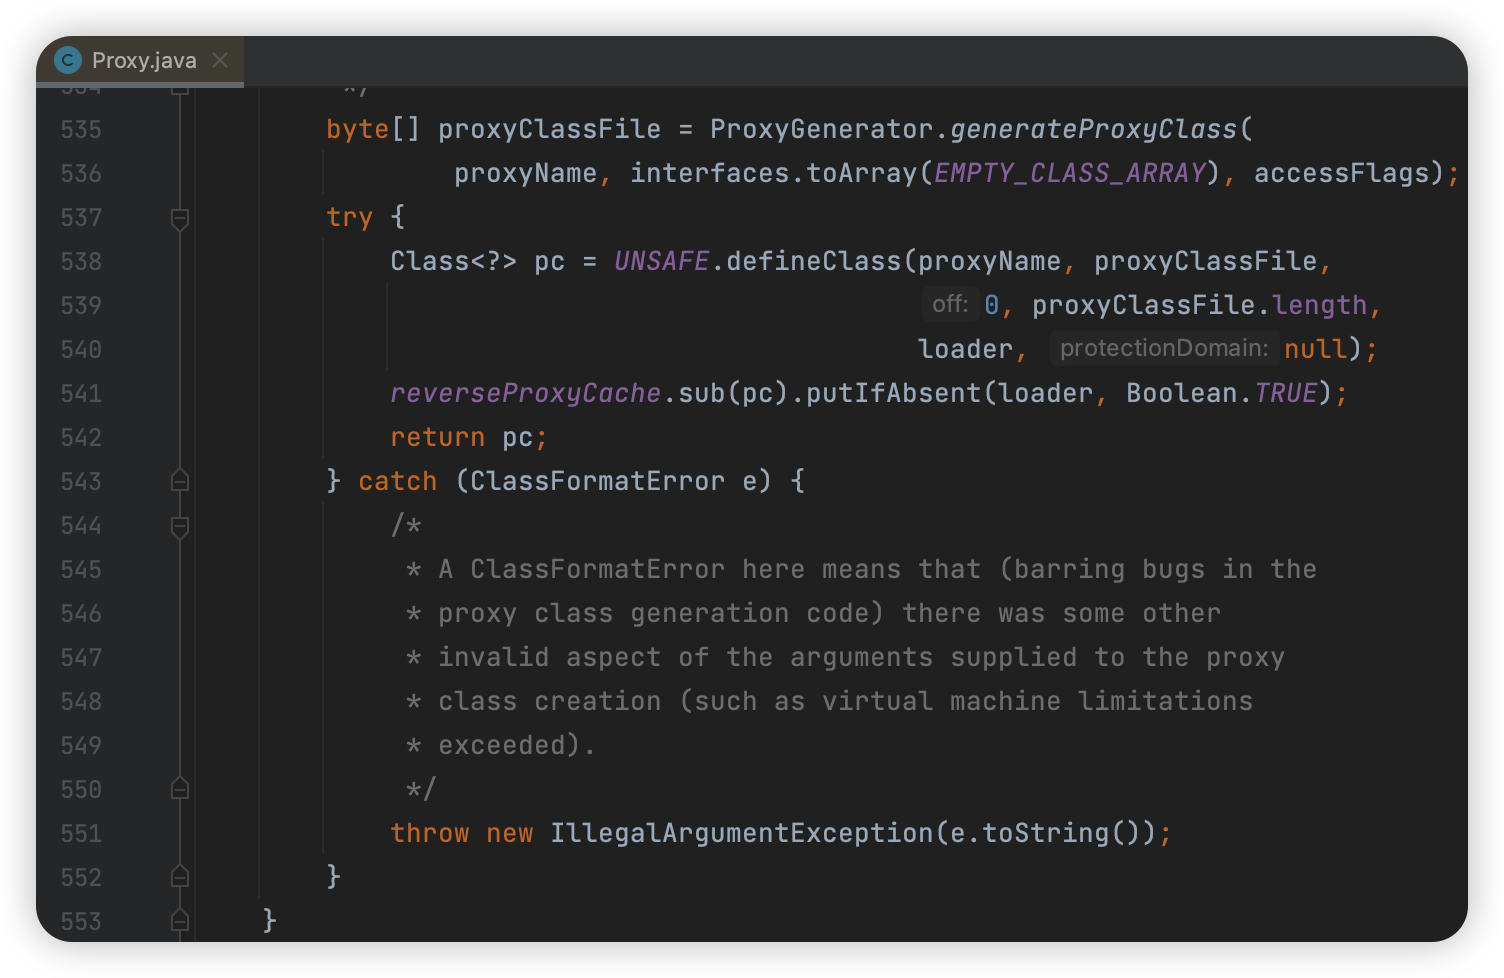 C Proxy.java ×
534 */
535 byte[] proxyClassFile = ProxyGenerator.generateProxyClass(
536 proxyName, interfaces.toArray(EMPTY_CLASS_ARRAY), accessFlags);
537 try {
538 Class<?> pc = UNSAFE.defineClass(proxyName, proxyClassFile,
539 off: 0, proxyClassFile.length,
540 loader, protectionDomain: null);
541 reverseProxyCache.sub(pc).putIfAbsent(loader, Boolean.TRUE);
542 return pc;
543 } catch (ClassFormatError e) {
544 /*
545 * A ClassFormatError here means that (barring bugs in the
546 * proxy class generation code) there was some other
547 * invalid aspect of the arguments supplied to the proxy
548 * class creation (such as virtual machine limitations
549 * exceeded).
550 */
551 throw new IllegalArgumentException(e.toString());
552 }
553 }